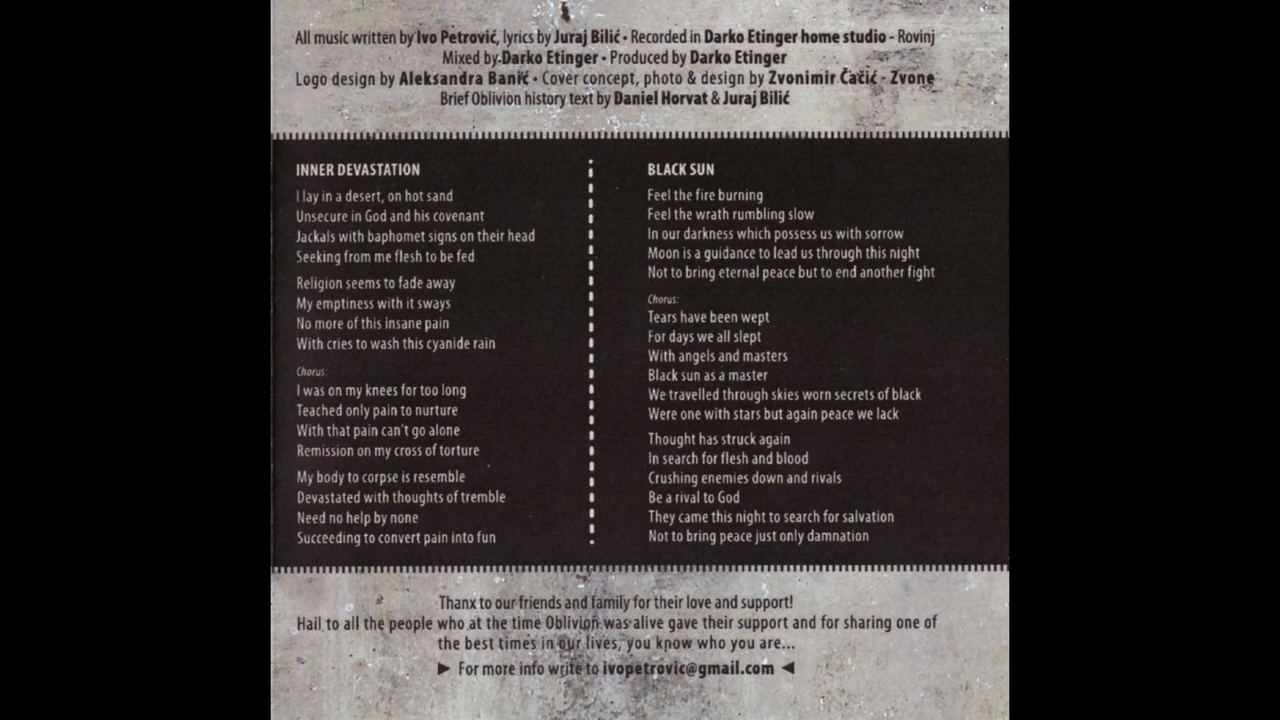 All music written by Ivo Petrović, lyrics by Juraj Bilić • Recorded in Darko Etinger home studio - Rovinj
Mixed by Darko Etinger • Produced by Darko Etinger
Logo design by Aleksandra Banić • Cover concept, photo & design by Zvonimir Čačić - Zvone
Brief Oblivion history text by Daniel Horvat & Juraj Bilić
INNER DEVASTATION
I lay in a desert, on hot sand
Unsecure in God and his covenant
Jackals with baphomet signs on their head
Seeking from me flesh to be fed
Religion seems to fade away
My emptiness with it sways
No more of this insane pain
With cries to wash this cyanide rain
Chorus:
I was on my knees for too long
Teached only pain to nurture
With that pain can't go alone
Remission on my cross of torture
My body to corpse is resemble
Devastated with thoughts of tremble
Need no help by none
Succeeding to convert pain into fun
BLACK SUN
Feel the fire burning
Feel the wrath rumbling slow
In our darkness which possess us with sorrow
Moon is a guidance to lead us through this night
Not to bring eternal peace but to end another fight
Chorus:
Tears have been wept
For days we all slept
With angels and masters
Black sun as a master
We travelled through skies worn secrets of black
Were one with stars but again peace we lack
Thought has struck again
In search for flesh and blood
Crushing enemies down and rivals
Be a rival to God
They came this night to search for salvation
Not to bring peace just only damnation
Thanx to our friends and family for their love and support!
Hail to all the people who at the time Oblivion was alive gave their support and for sharing one of
the best times in our lives, you know who you are...
► For more info write to ivopetrovic@gmail.com ◄